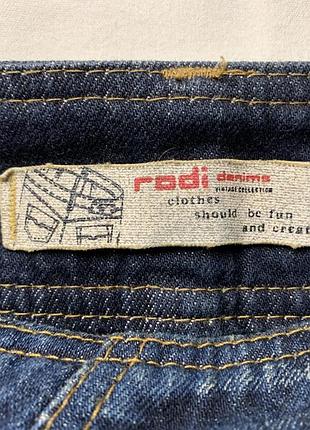 rodi denims
VINTAGE COLLECTION
clothes
should be fun
and creat